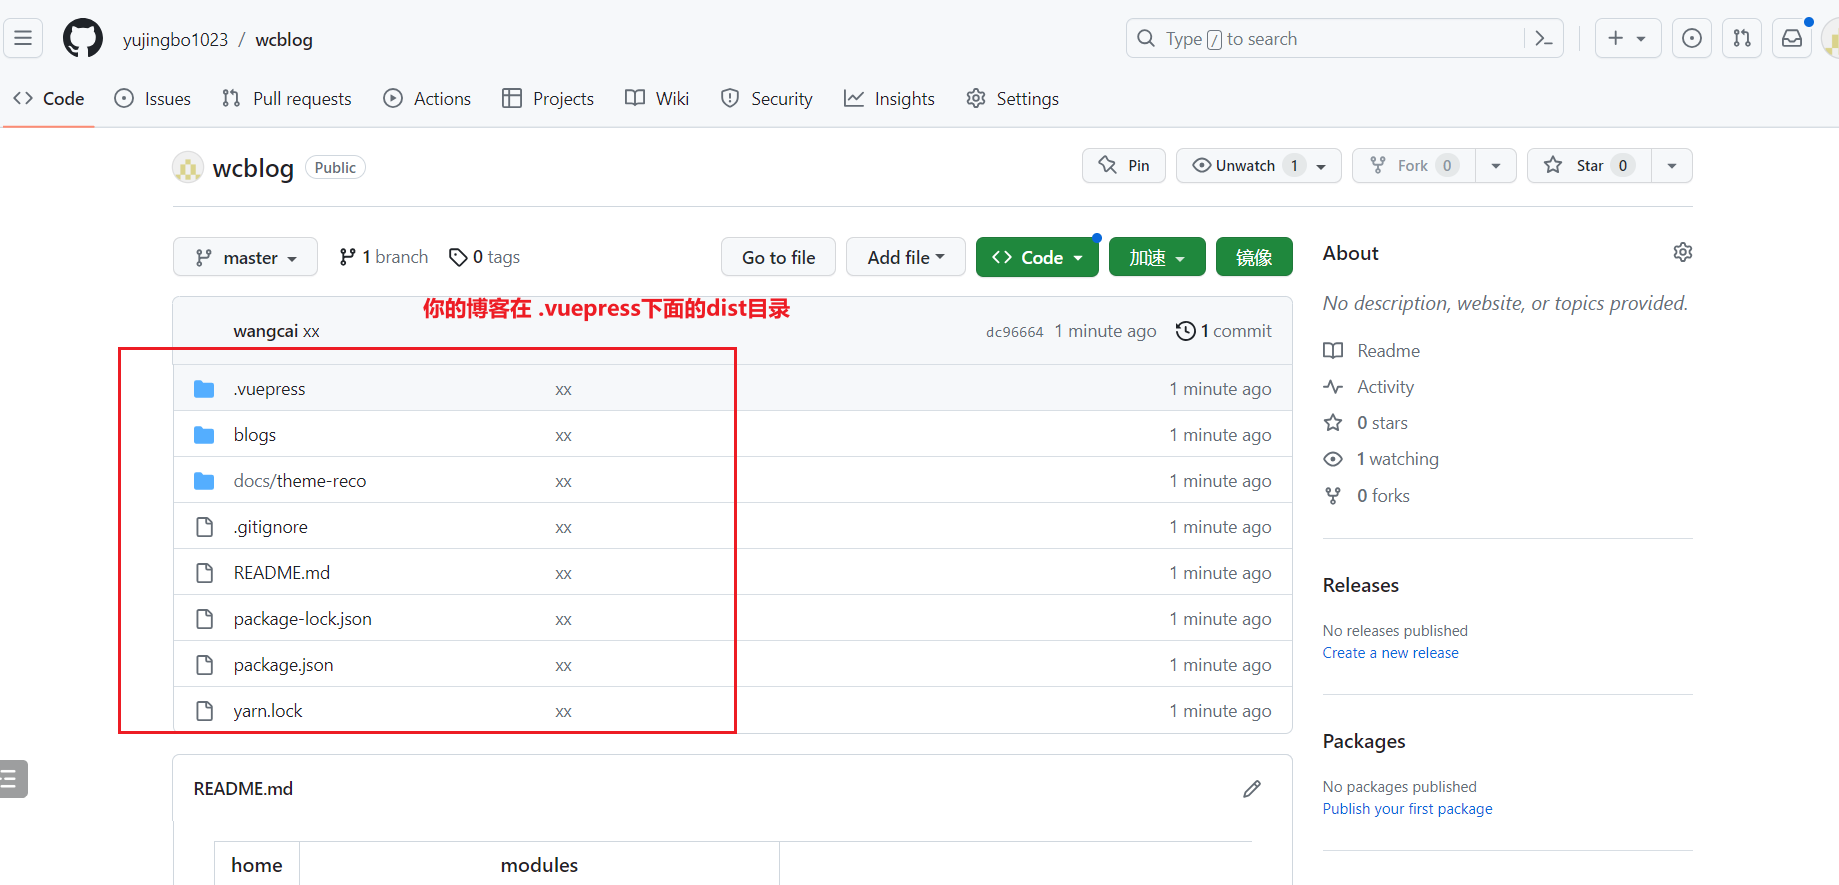 yujingbo1023 / wcblog
Type / to search
Code Issues Pull requests Actions Projects Wiki Security Insights Settings
wcblog Public
Pin Unwatch 1 Fork 0 Star 0
master 1 branch 0 tags Go to file Add file Code 加速 镜像
你的博客在 .vuepress下面的dist目录
wangcai xx dc96664 1 minute ago 1 commit
.vuepress xx 1 minute ago
blogs xx 1 minute ago
docs/theme-reco xx 1 minute ago
.gitignore xx 1 minute ago
README.md xx 1 minute ago
package-lock.json xx 1 minute ago
package.json xx 1 minute ago
yarn.lock xx 1 minute ago
README.md
home modules
About
No description, website, or topics provided.
Readme
Activity
0 stars
1 watching
0 forks
Releases
No releases published
Create a new release
Packages
No packages published
Publish your first package